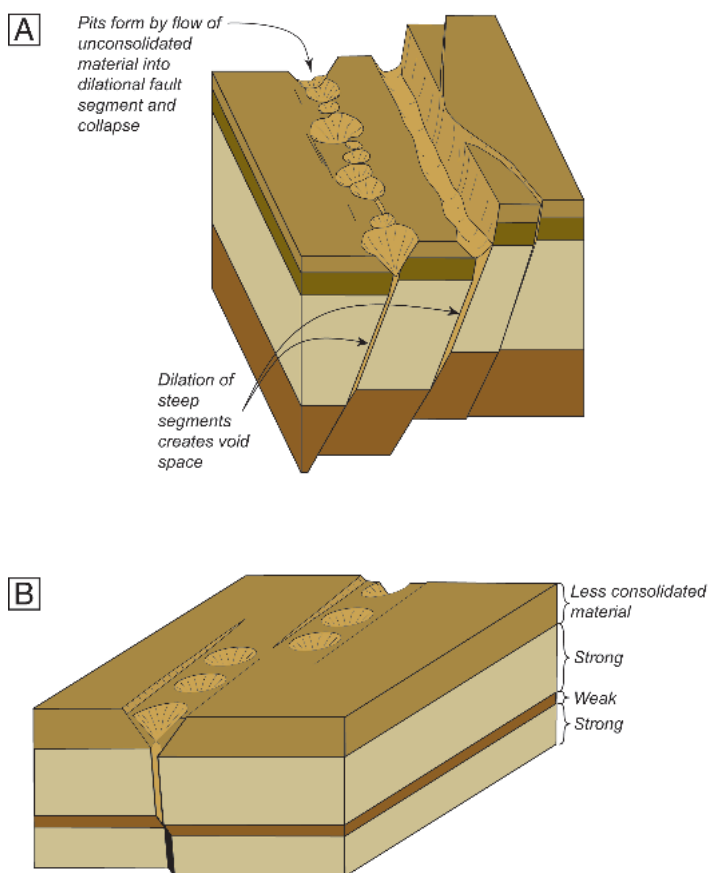 A
Pits form by flow of
unconsolidated
material into
dilational fault
segment and
collapse
Dilation of
steep
segments
creates void
space
B
Less consolidated
material
Strong
Weak
Strong